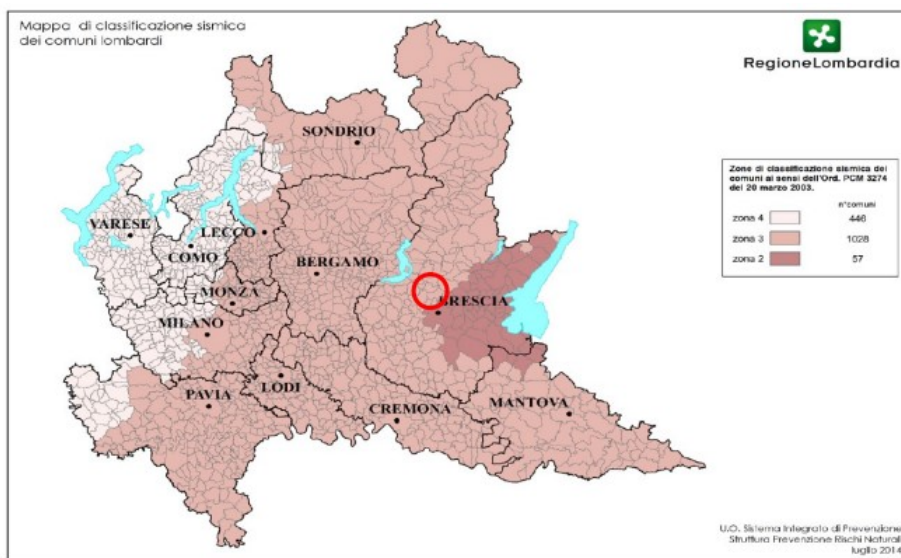 Mappa di classificazione sismica
dei comuni lombardi
RegioneLombardia
SONDRIO
VARESE
LECCO
COMO
BERGAMO
MONZA
BRESCIA
MILANO
LODI
PAVIA
CREMONA
MANTOVA
Zone di classificazione sismica dei
comuni ai sensi dell'Ord. PCM 3274
del 20 marzo 2003.
n°comuni
zona 4 446
zona 3 1028
zona 2 57
U.O. Sistema Integrato di Prevenzione
Struttura Prevenzione Rischi Naturali
luglio 2014